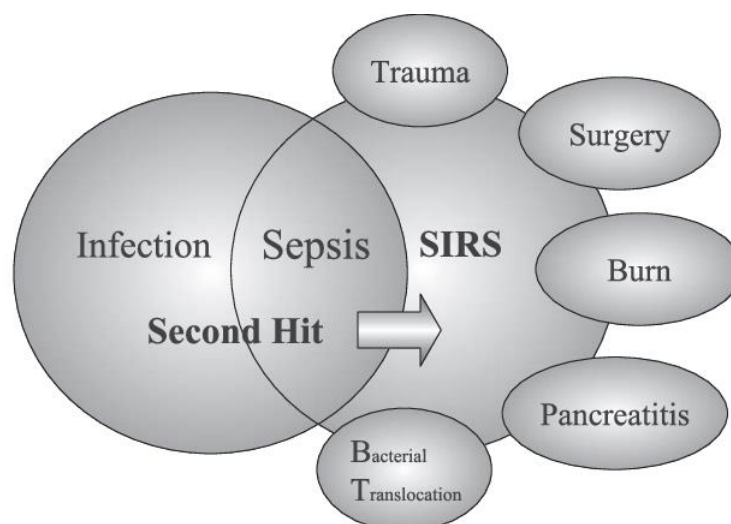 Trauma
Surgery
Infection
Sepsis
SIRS
Burn
Second Hit
Pancreatitis
Bacterial
Translocation